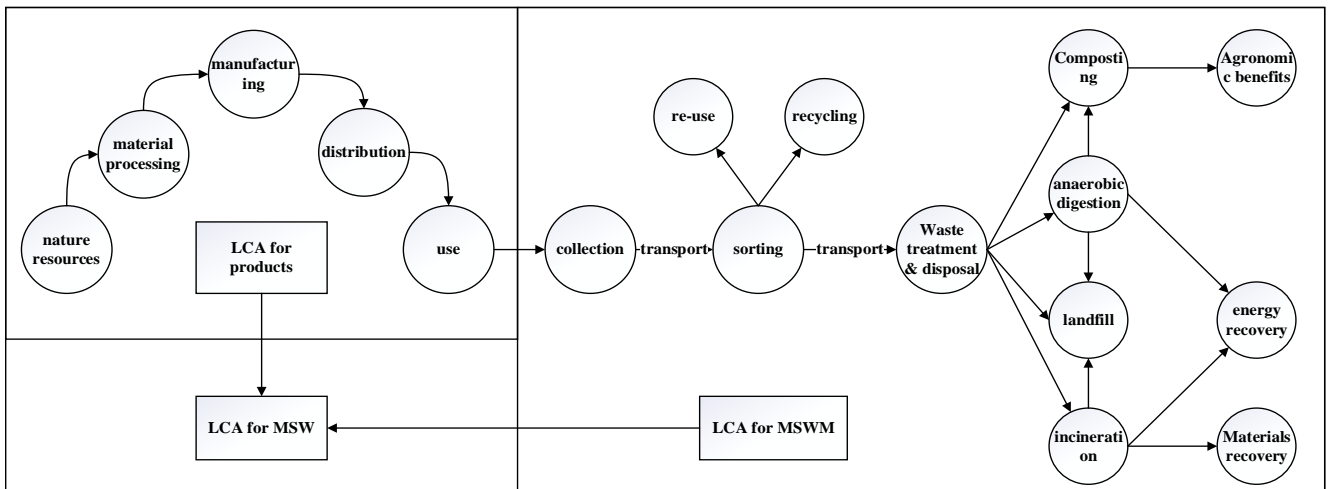 manufactur
ing
material
processing
distribution
nature
resources
LCA for
products
use
LCA for MSW
collection
transport
sorting
transport
re-use
recycling
Waste
treatment
& disposal
Composti
ng
Agronomi
c benefits
anaerobic
digestion
landfill
energy
recovery
incinerati
on
Materials
recovery
LCA for MSWM